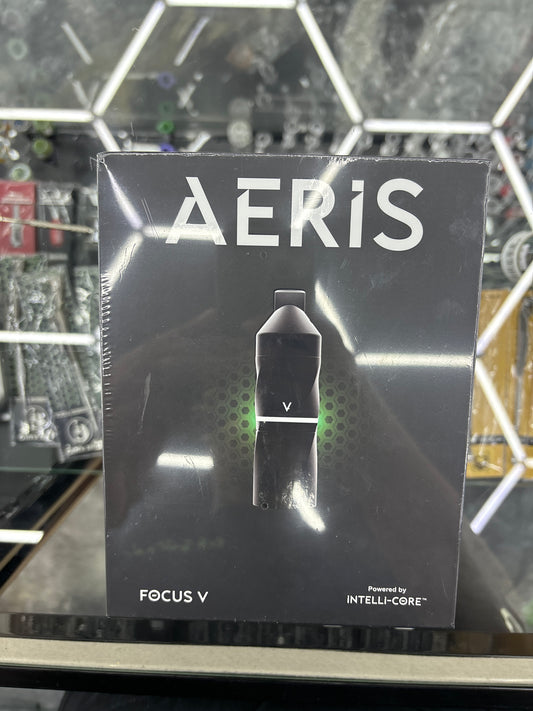 AERiS
V
FOCUS V
Powered by
iNTELLi-CORE™